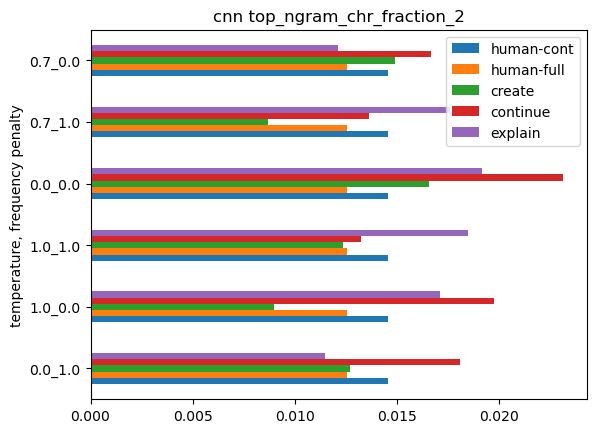 cnn top_ngram_chr_fraction_2
human-cont
human-full
create
continue
explain
temperature, frequency penalty
0.7_0.0
0.7_1.0
0.0_0.0
1.0_1.0
1.0_0.0
0.0_1.0
0.000 0.005 0.010 0.015 0.020